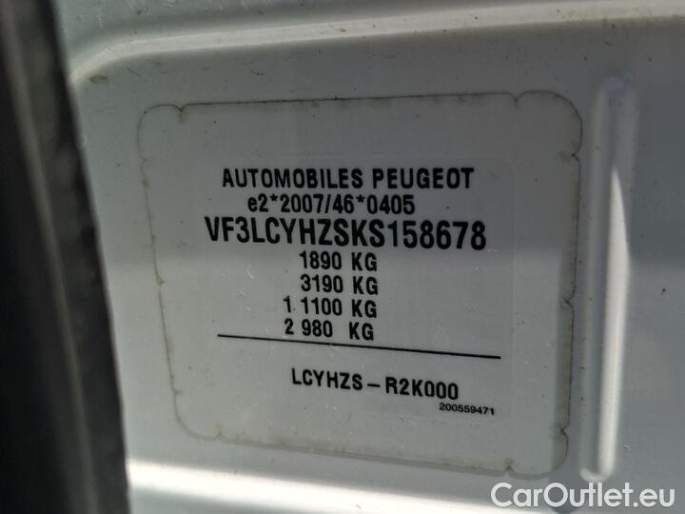 AUTOMOBILES PEUGEOT
e2*2007/46*0405
VF3LCYHZSKS158678
1890 KG
3190 KG
1 1100 KG
2 980 KG
LCYHZS - R2K000
200559471
CarOutlet.eu